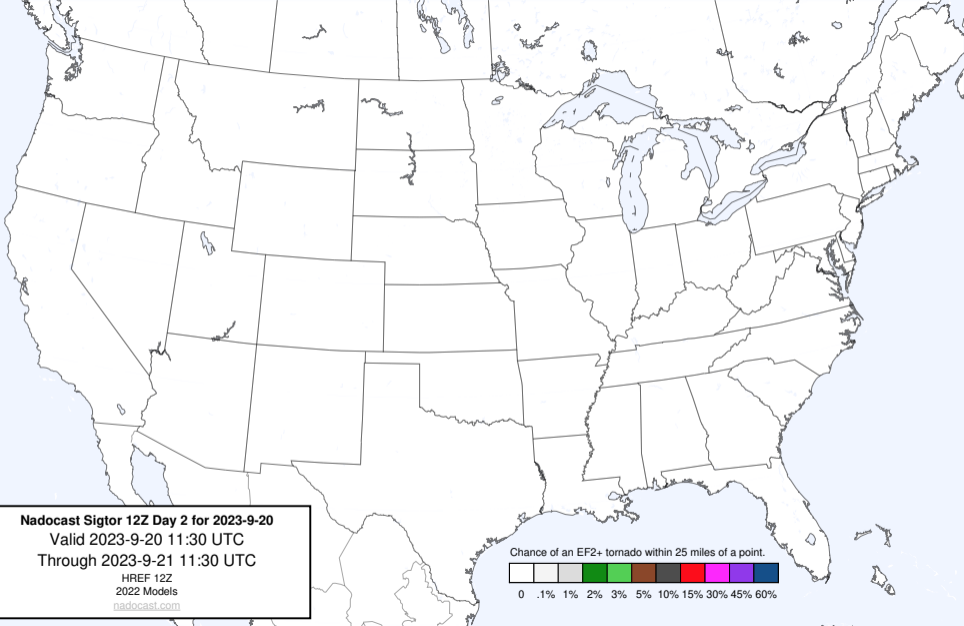 Nadocast Sigtor 12Z Day 2 for 2023-9-20
Valid 2023-9-20 11:30 UTC
Through 2023-9-21 11:30 UTC
HREF 12Z
2022 Models
nadocast.com
Chance of an EF2+ tornado within 25 miles of a point.
0 .1% 1% 2% 3% 5% 10% 15% 30% 45% 60%